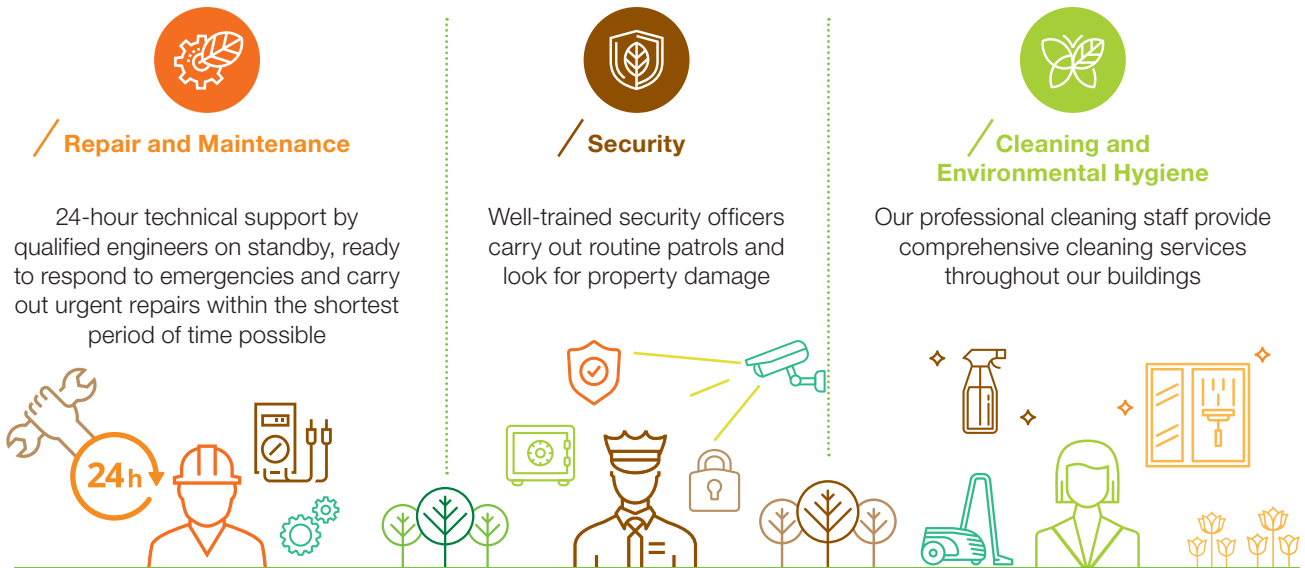 Repair and Maintenance
24-hour technical support by
qualified engineers on standby, ready
to respond to emergencies and carry
out urgent repairs within the shortest
period of time possible
24h
Security
Well-trained security officers
carry out routine patrols and
look for property damage
Cleaning and
Environmental Hygiene
Our professional cleaning staff provide
comprehensive cleaning services
throughout our buildings